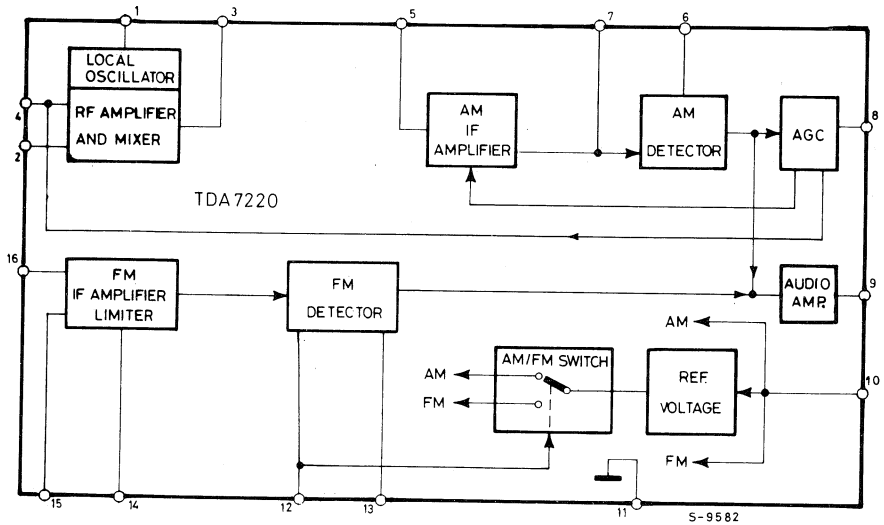 1
3
5
7
6
LOCAL
OSCILLATOR
RF AMPLIFIER
AND MIXER
4
2
AM
IF
AMPLIFIER
AM
DETECTOR
AGC
8
TDA7220
16
FM
IF AMPLIFIER
LIMITER
FM
DETECTOR
AUDIO
AMP.
9
AM
AM/FM SWITCH
AM
FM
REF.
VOLTAGE
10
FM
15
14
12
13
11
S-9582